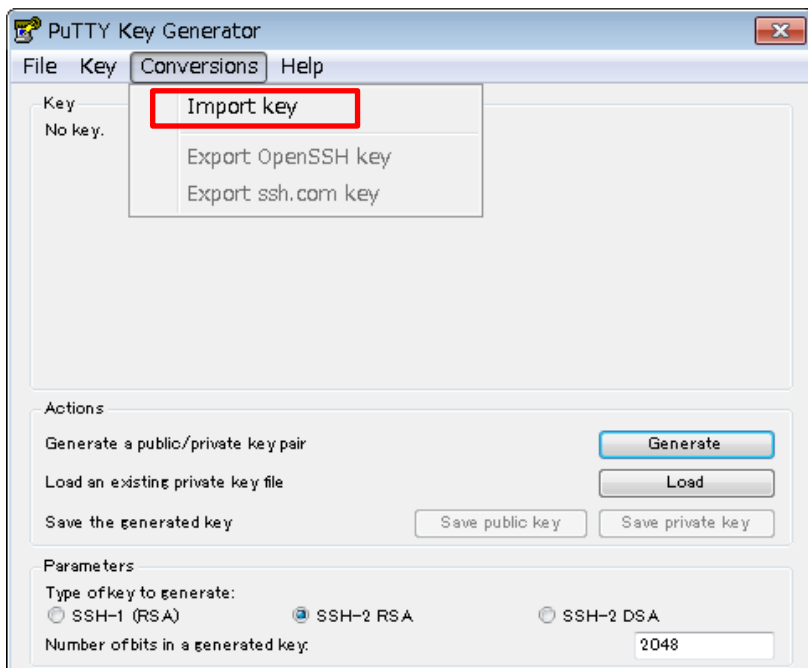 PuTTY Key Generator
File Key Conversions Help
Import key
Export OpenSSH key
Export ssh.com key
Key
No key.
Actions
Generate a public/private key pair
Generate
Load an existing private key file
Load
Save the generated key
Save public key
Save private key
Parameters
Type of key to generate:
SSH-1 (RSA) SSH-2 RSA SSH-2 DSA
Number of bits in a generated key:
2048